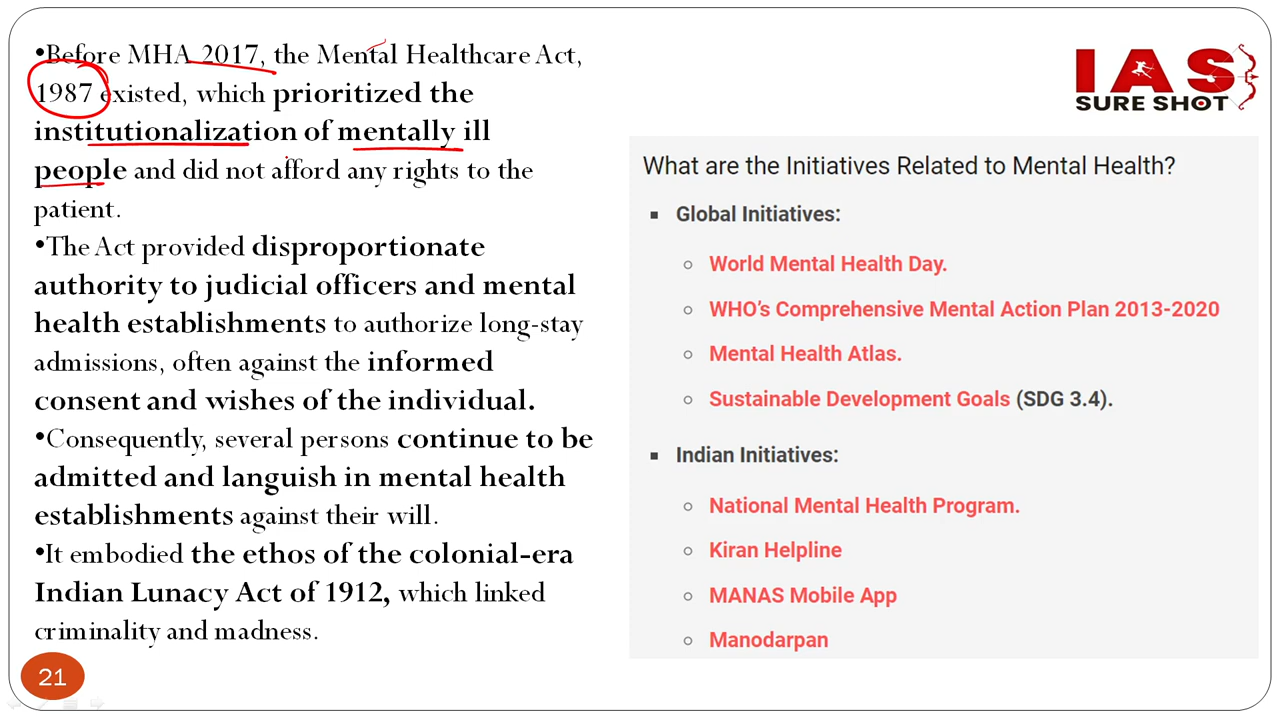 •Before MHA 2017, the Mental Healthcare Act,
1987 existed, which prioritized the
institutionalization of mentally ill
people and did not afford any rights to the
patient.
•The Act provided disproportionate
authority to judicial officers and mental
health establishments to authorize long-stay
admissions, often against the informed
consent and wishes of the individual.
•Consequently, several persons continue to be
admitted and languish in mental health
establishments against their will.
•It embodied the ethos of the colonial-era
Indian Lunacy Act of 1912, which linked
criminality and madness.
21
IAS
SURE SHOT
What are the Initiatives Related to Mental Health?
▪ Global Initiatives:
○ World Mental Health Day.
○ WHO's Comprehensive Mental Action Plan 2013-2020
○ Mental Health Atlas.
○ Sustainable Development Goals (SDG 3.4).
▪ Indian Initiatives:
○ National Mental Health Program.
○ Kiran Helpline
○ MANAS Mobile App
○ Manodarpan